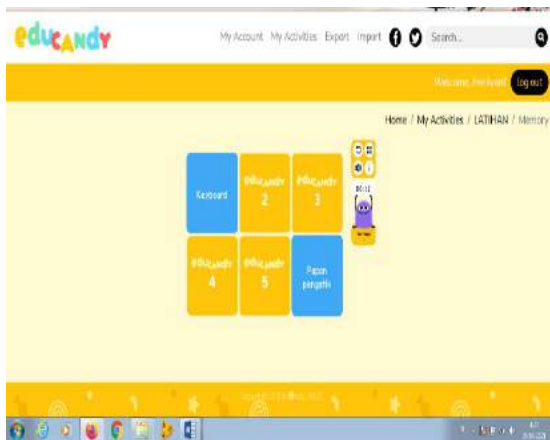 educandy
My Account My Activities Export Import Search...
Welcome, log out
Home / My Activities / LATIHAN / Memory
Keyboard
educandy
2
educandy
3
educandy
4
educandy
5
Papan
pengetik